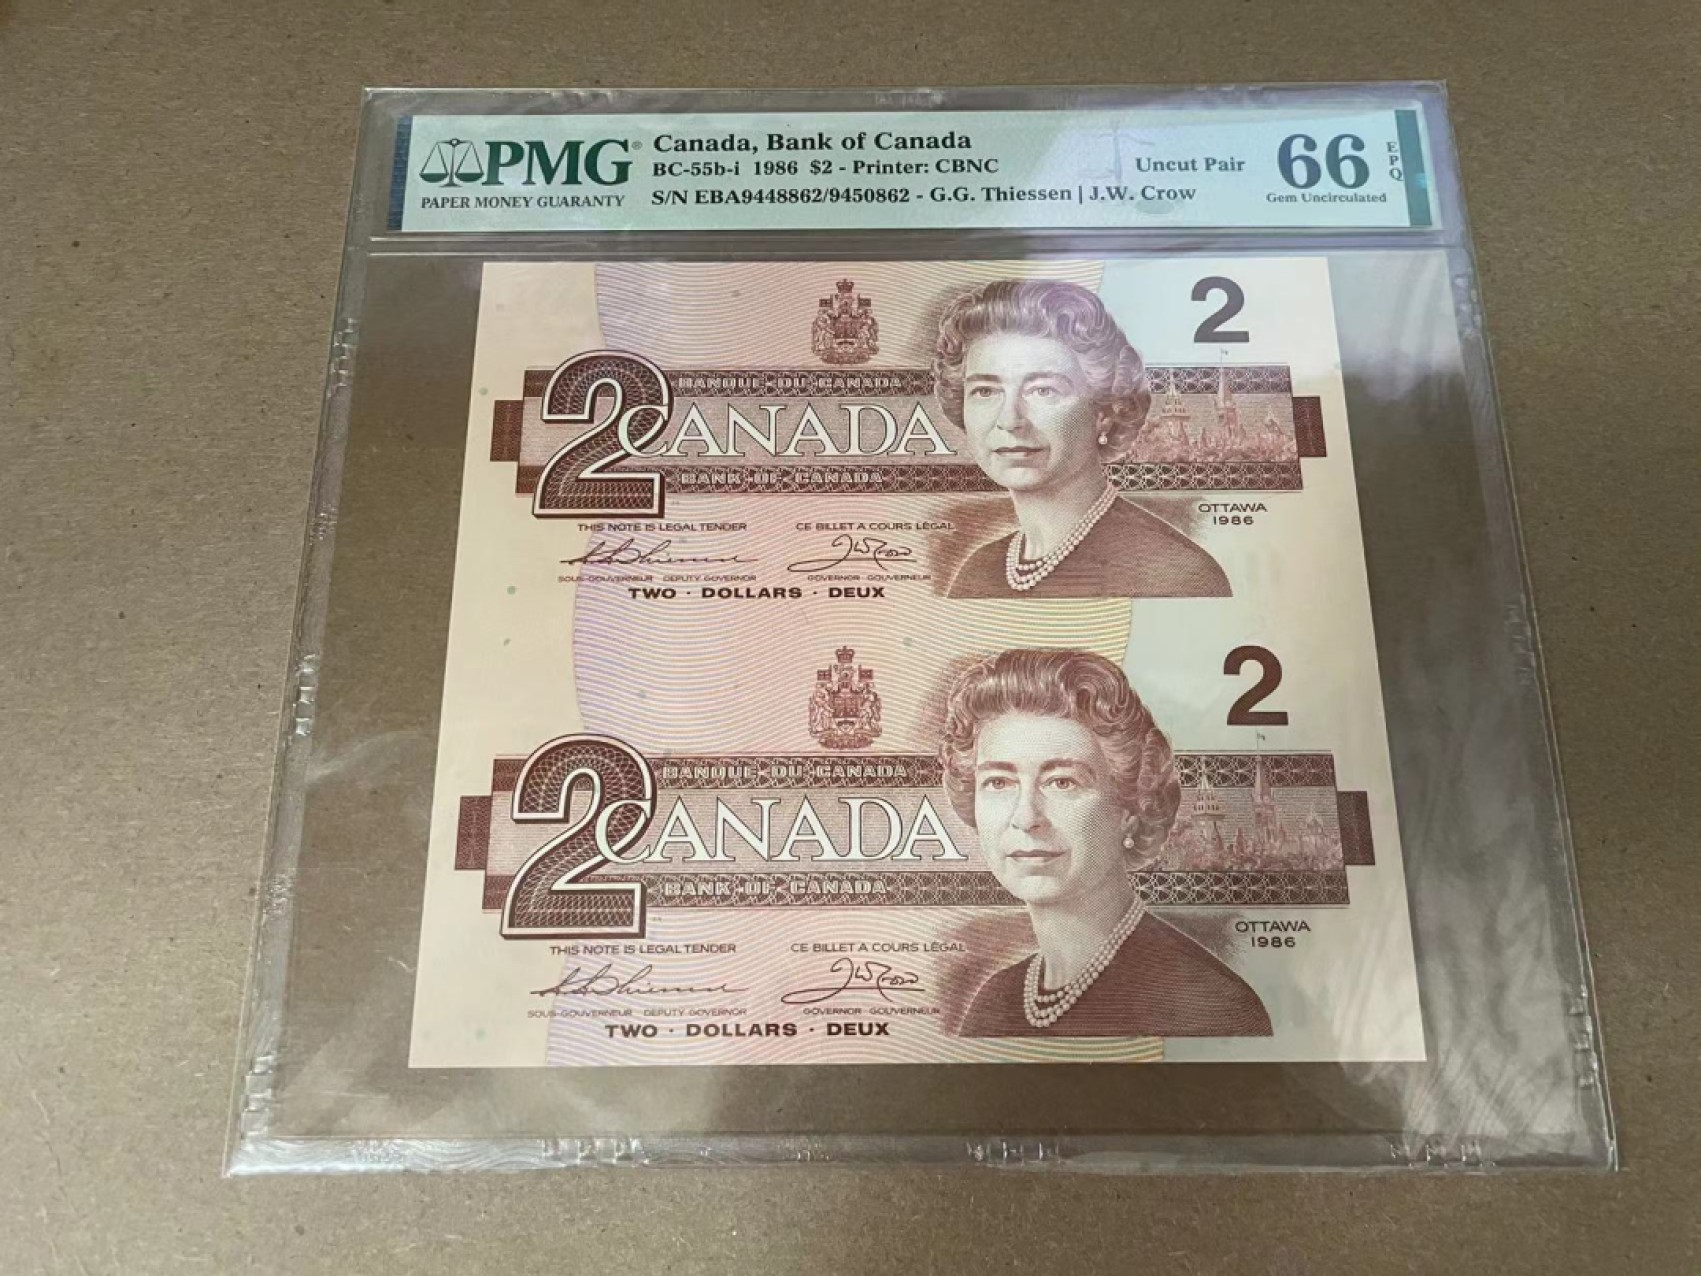 PMG®
PAPER MONEY GUARANTY
Canada, Bank of Canada
BC-55b-i 1986 $2 - Printer: CBNC
S/N EBA9448862/9450862 - G.G. Thiessen | J.W. Crow
Uncut Pair
66
EPQ
Gem Uncirculated
2
2
BANQUE DU CANADA
CANADA
BANK OF CANADA
OTTAWA
1986
THIS NOTE IS LEGAL TENDER
CE BILLET A COURS LÉGAL
SOUS-GOUVERNEUR DEPUTY GOVERNOR
GOVERNOR GOUVERNEUR
TWO · DOLLARS · DEUX
2
2
BANQUE DU CANADA
CANADA
BANK OF CANADA
OTTAWA
1986
THIS NOTE IS LEGAL TENDER
CE BILLET A COURS LÉGAL
SOUS-GOUVERNEUR DEPUTY GOVERNOR
GOVERNOR GOUVERNEUR
TWO · DOLLARS · DEUX